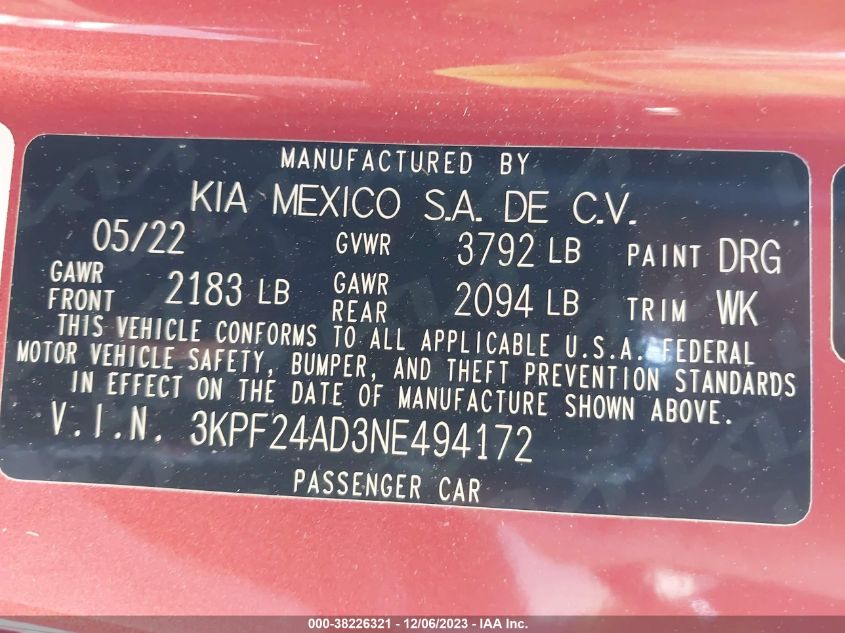 MANUFACTURED BY
KIA MEXICO S.A. DE C.V.
05/22 GVWR 3792 LB PAINT DRG
GAWR FRONT 2183 LB GAWR REAR 2094 LB TRIM WK
THIS VEHICLE CONFORMS TO ALL APPLICABLE U.S.A. FEDERAL
MOTOR VEHICLE SAFETY, BUMPER, AND THEFT PREVENTION STANDARDS
IN EFFECT ON THE DATE OF MANUFACTURE SHOWN ABOVE.
V.I.N. 3KPF24AD3NE494172
PASSENGER CAR
000-38226321 - 12/06/2023 - IAA Inc.